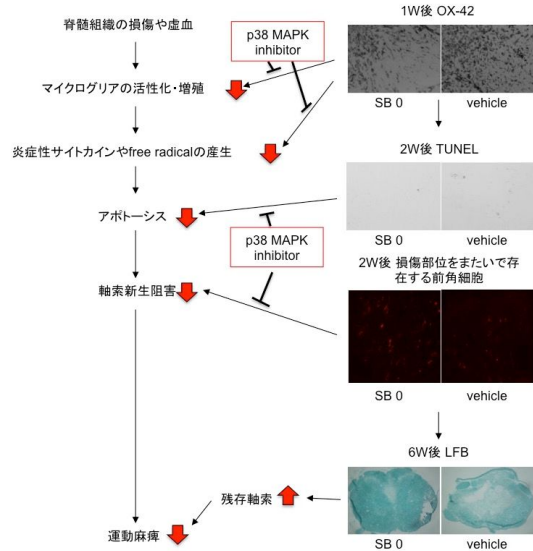 脊髄組織の損傷や虚血
p38 MAPK
inhibitor
マイクログリアの活性化・増殖
炎症性サイトカインやfree radicalの産生
アポトーシス
p38 MAPK
inhibitor
軸索新生阻害
残存軸索
運動麻痺
1W後 OX-42
SB 0 vehicle
2W後 TUNEL
SB 0 vehicle
2W後 損傷部位をまたいで存
在する前角細胞
SB 0 vehicle
6W後 LFB
SB 0 vehicle